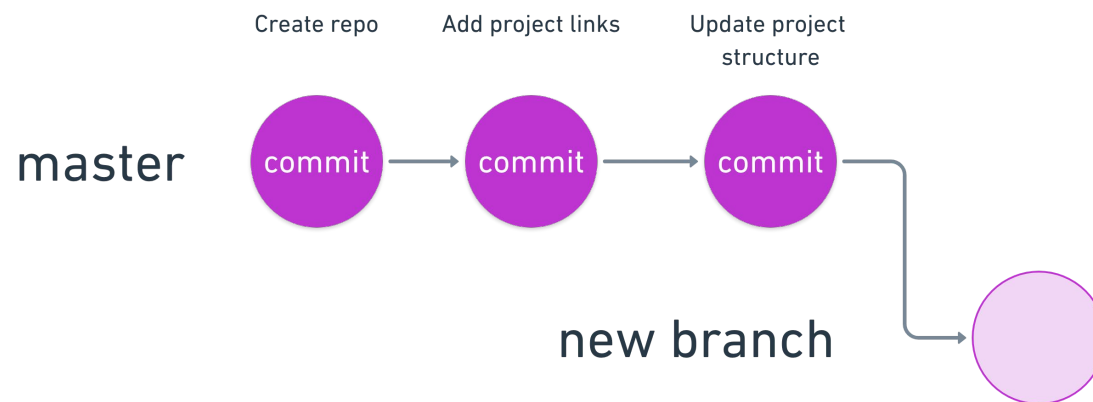 Create repo
Add project links
Update project
structure
master
commit
commit
commit
new branch